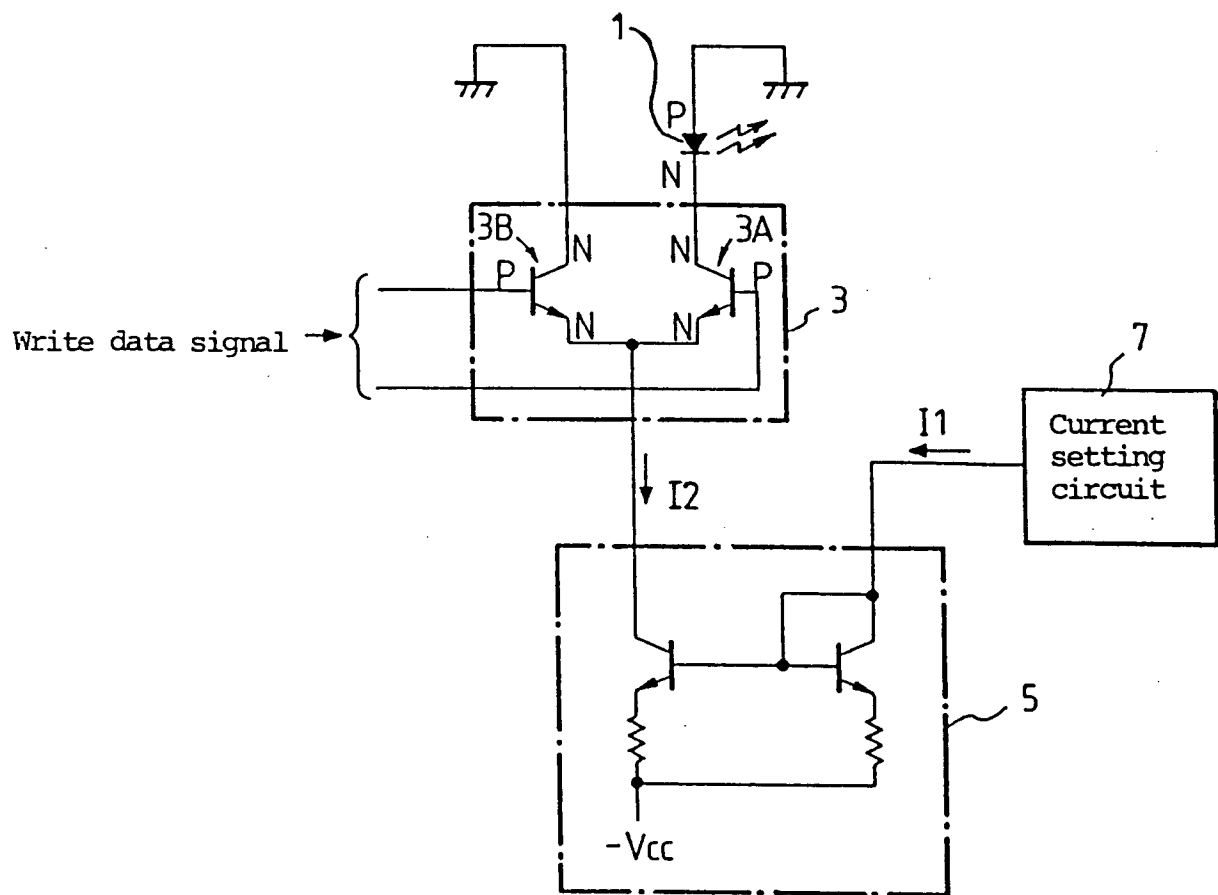 1
P
N
3B
N
N
3A
P
P
N
N
3
Write data signal
7
I1
Current
setting
circuit
I2
5
-Vcc